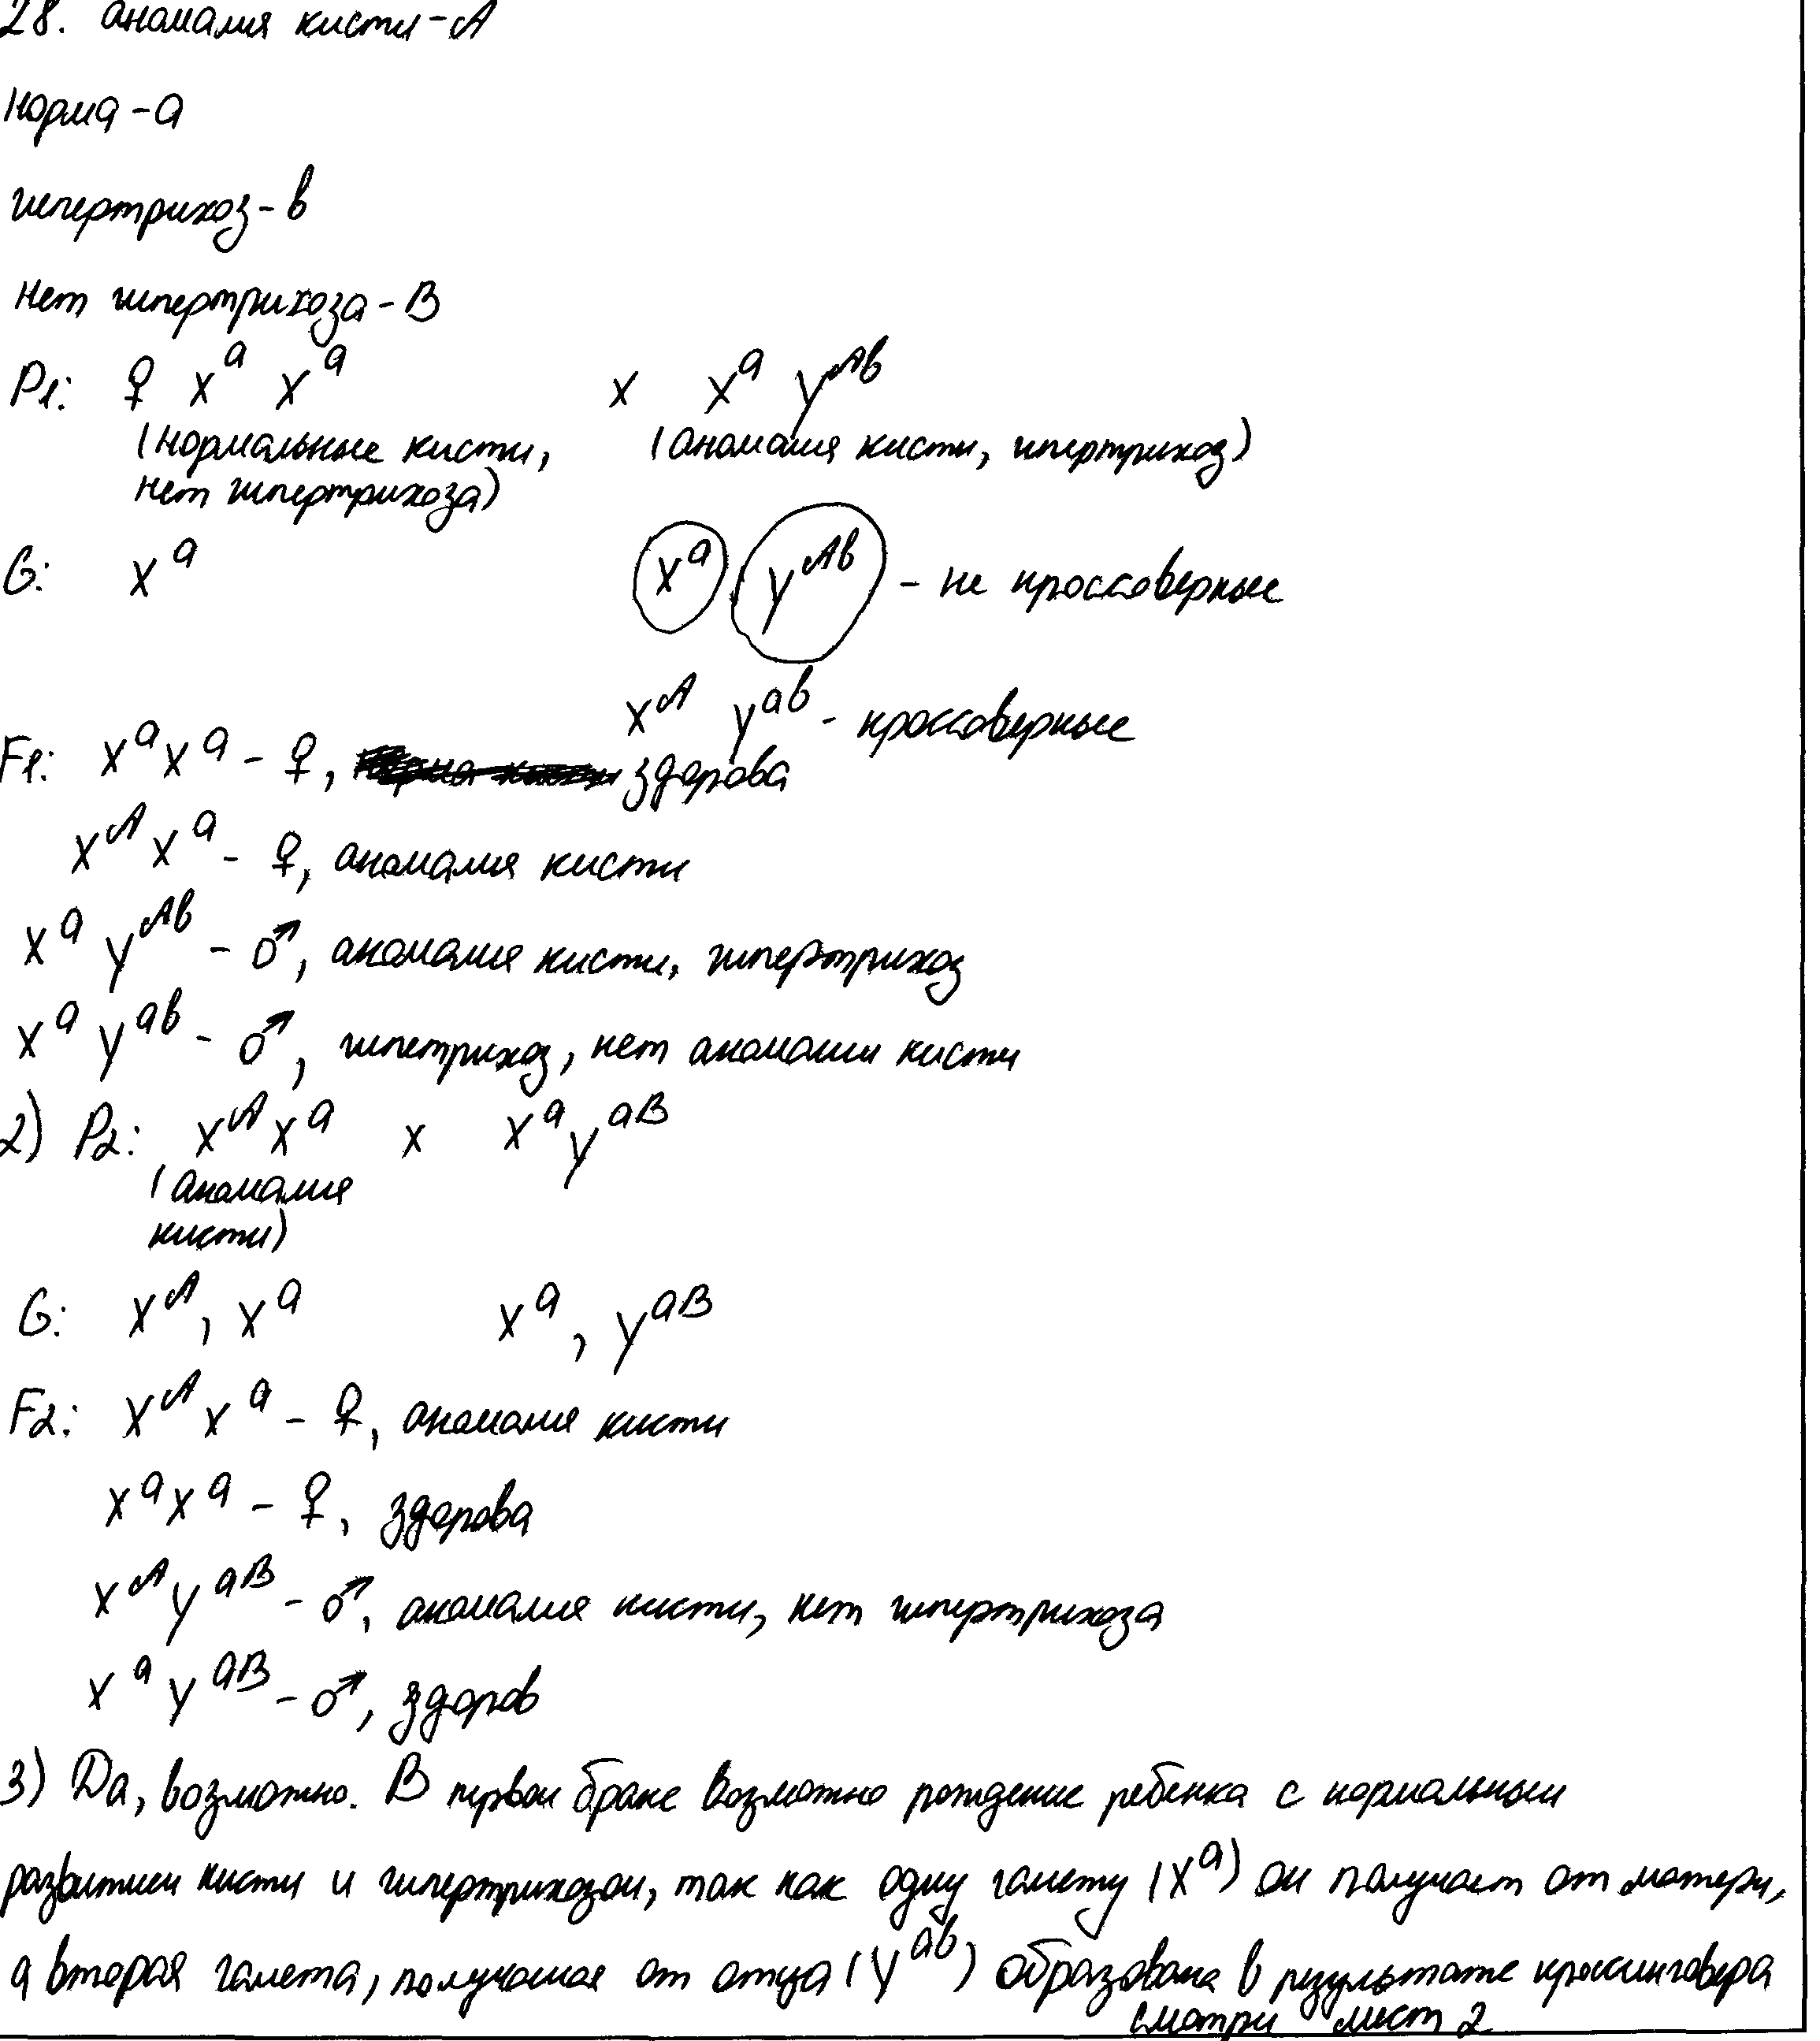 28. аномалия кисти - A
норма - a
гипертрихоз - b
нет гипертрихоза - B
P1: ♀ X^a X^a x X^a Y^Ab
(нормальные кисти, (аномалия кисти, гипертрихоз)
нет гипертрихоза)
G: X^a X^a Y^Ab - не кроссоверные
X^A Y^ab - кроссоверные
F1: X^a X^a - ♀, здорова
X^A X^a - ♀, аномалия кисти
X^a Y^Ab - ♂, аномалия кисти, гипертрихоз
X^a Y^ab - ♂, гипетрихоз, нет аномалии кисти
2) P2: X^A X^a x X^a Y^aB
(аномалия
кисти)
G: X^A, X^a X^a, Y^aB
F2: X^A X^a - ♀, аномалия кисти
X^a X^a - ♀, здорова
X^A Y^aB - ♂, аномалия кисти, нет гипертрихоза
X^a Y^aB - ♂, здоров
3) Да, возможно. В первом браке возможно рождение ребенка с нормальным
развитием кисти и гипертрихозом, так как одну гамету (X^a) он получает от матери,
а вторая гамета, получаемая от отца (Y^ab) образована в результате кроссинговера
смотри лист 2